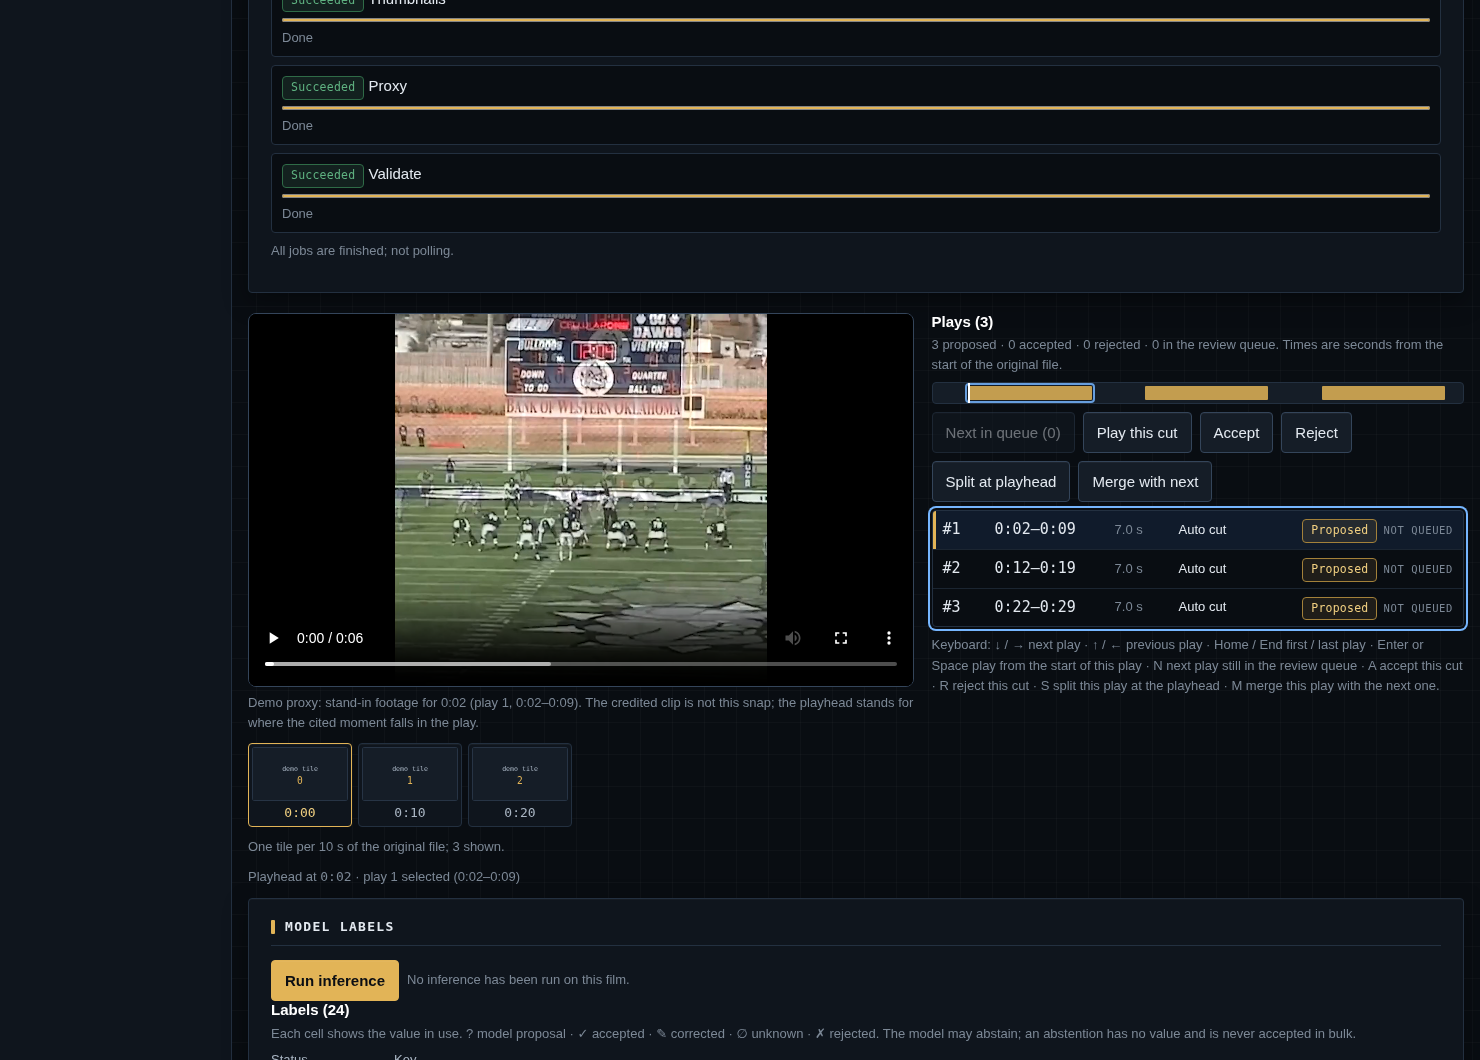 Succeeded Thumbnails
Done
Succeeded Proxy
Done
Succeeded Validate
Done
All jobs are finished; not polling.
CELLULARONE
DAWGS
BULLDOGS
VISITOR
12:04
DOWN
QUARTER
TO GO
BALL ON
BANK OF WESTERN OKLAHOMA
0:00 / 0:06
Demo proxy: stand-in footage for 0:02 (play 1, 0:02–0:09). The credited clip is not this snap; the playhead stands for
where the cited moment falls in the play.
demo tile
0
0:00
demo tile
1
0:10
demo tile
2
0:20
One tile per 10 s of the original file; 3 shown.
Playhead at 0:02 · play 1 selected (0:02–0:09)
Plays (3)
3 proposed · 0 accepted · 0 rejected · 0 in the review queue. Times are seconds from the
start of the original file.
Next in queue (0) Play this cut Accept Reject
Split at playhead Merge with next
#1 0:02–0:09 7.0 s Auto cut Proposed NOT QUEUED
#2 0:12–0:19 7.0 s Auto cut Proposed NOT QUEUED
#3 0:22–0:29 7.0 s Auto cut Proposed NOT QUEUED
Keyboard: ↓ / → next play · ↑ / ← previous play · Home / End first / last play · Enter or
Space play from the start of this play · N next play still in the review queue · A accept this cut
· R reject this cut · S split this play at the playhead · M merge this play with the next one.
MODEL LABELS
Run inference No inference has been run on this film.
Labels (24)
Each cell shows the value in use. ? model proposal · ✓ accepted · ✎ corrected · ∅ unknown · ✗ rejected. The model may abstain; an abstention has no value and is never accepted in bulk.
Status Key